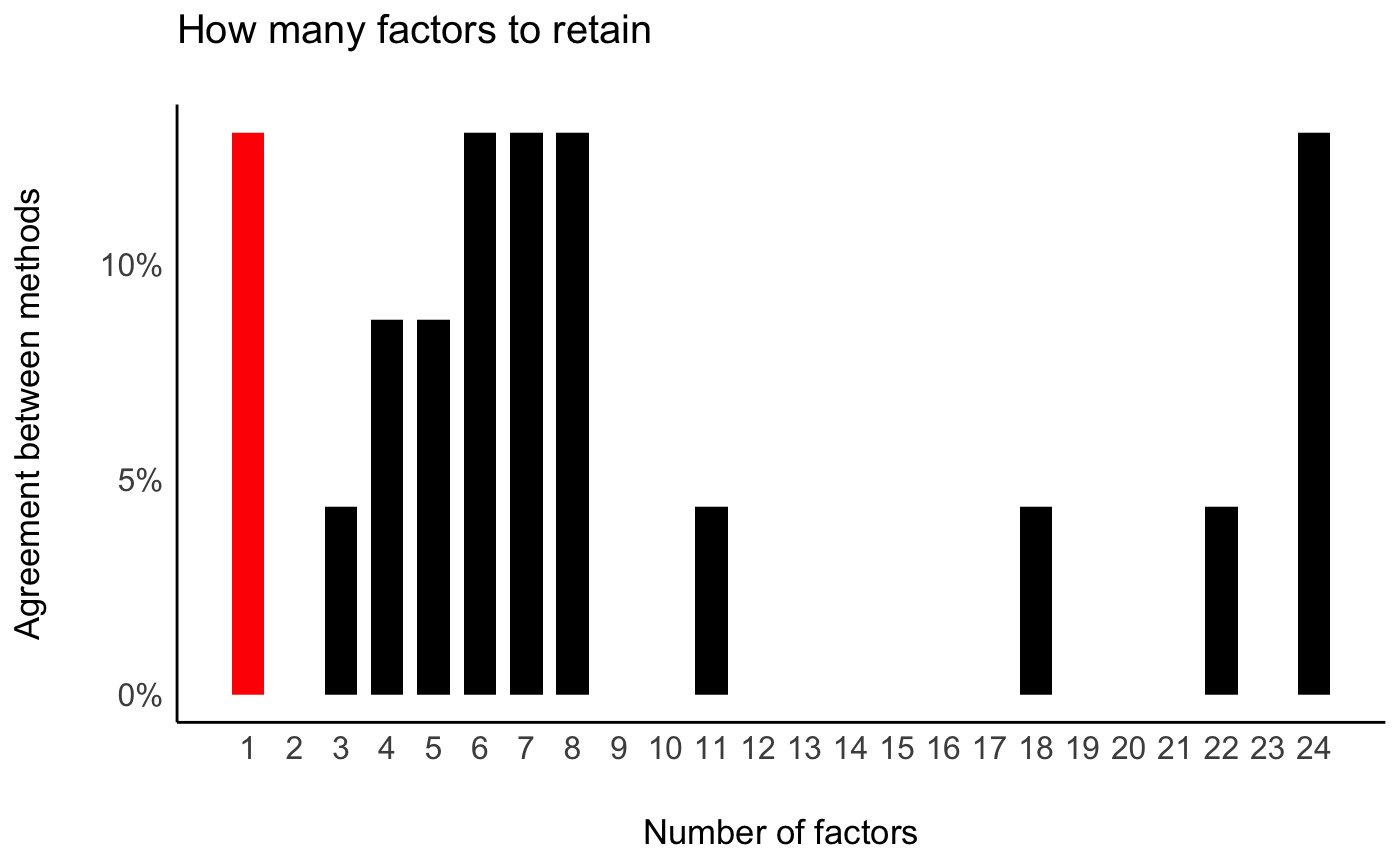 How many factors to retain
Agreement between methods
10%
5%
0%
1 2 3 4 5 6 7 8 9 10 11 12 13 14 15 16 17 18 19 20 21 22 23 24
Number of factors